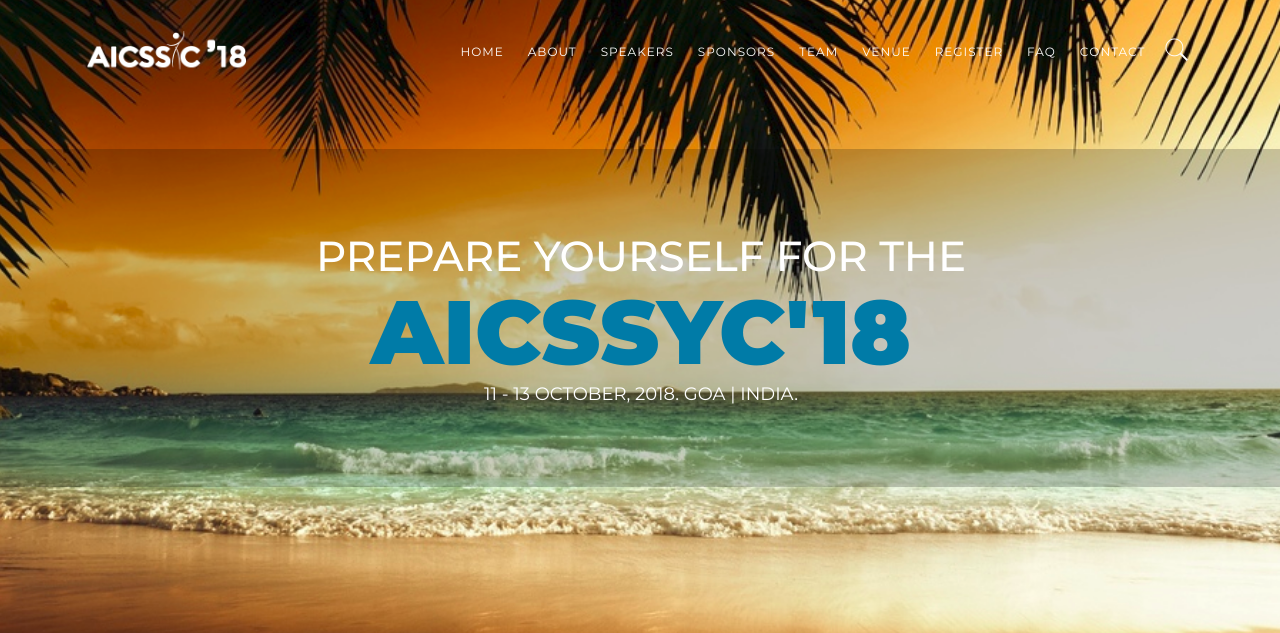 AICSSYC '18
HOME ABOUT SPEAKERS SPONSORS TEAM VENUE REGISTER FAQ CONTACT
PREPARE YOURSELF FOR THE
AICSSYC'18
11 - 13 OCTOBER, 2018. GOA | INDIA.